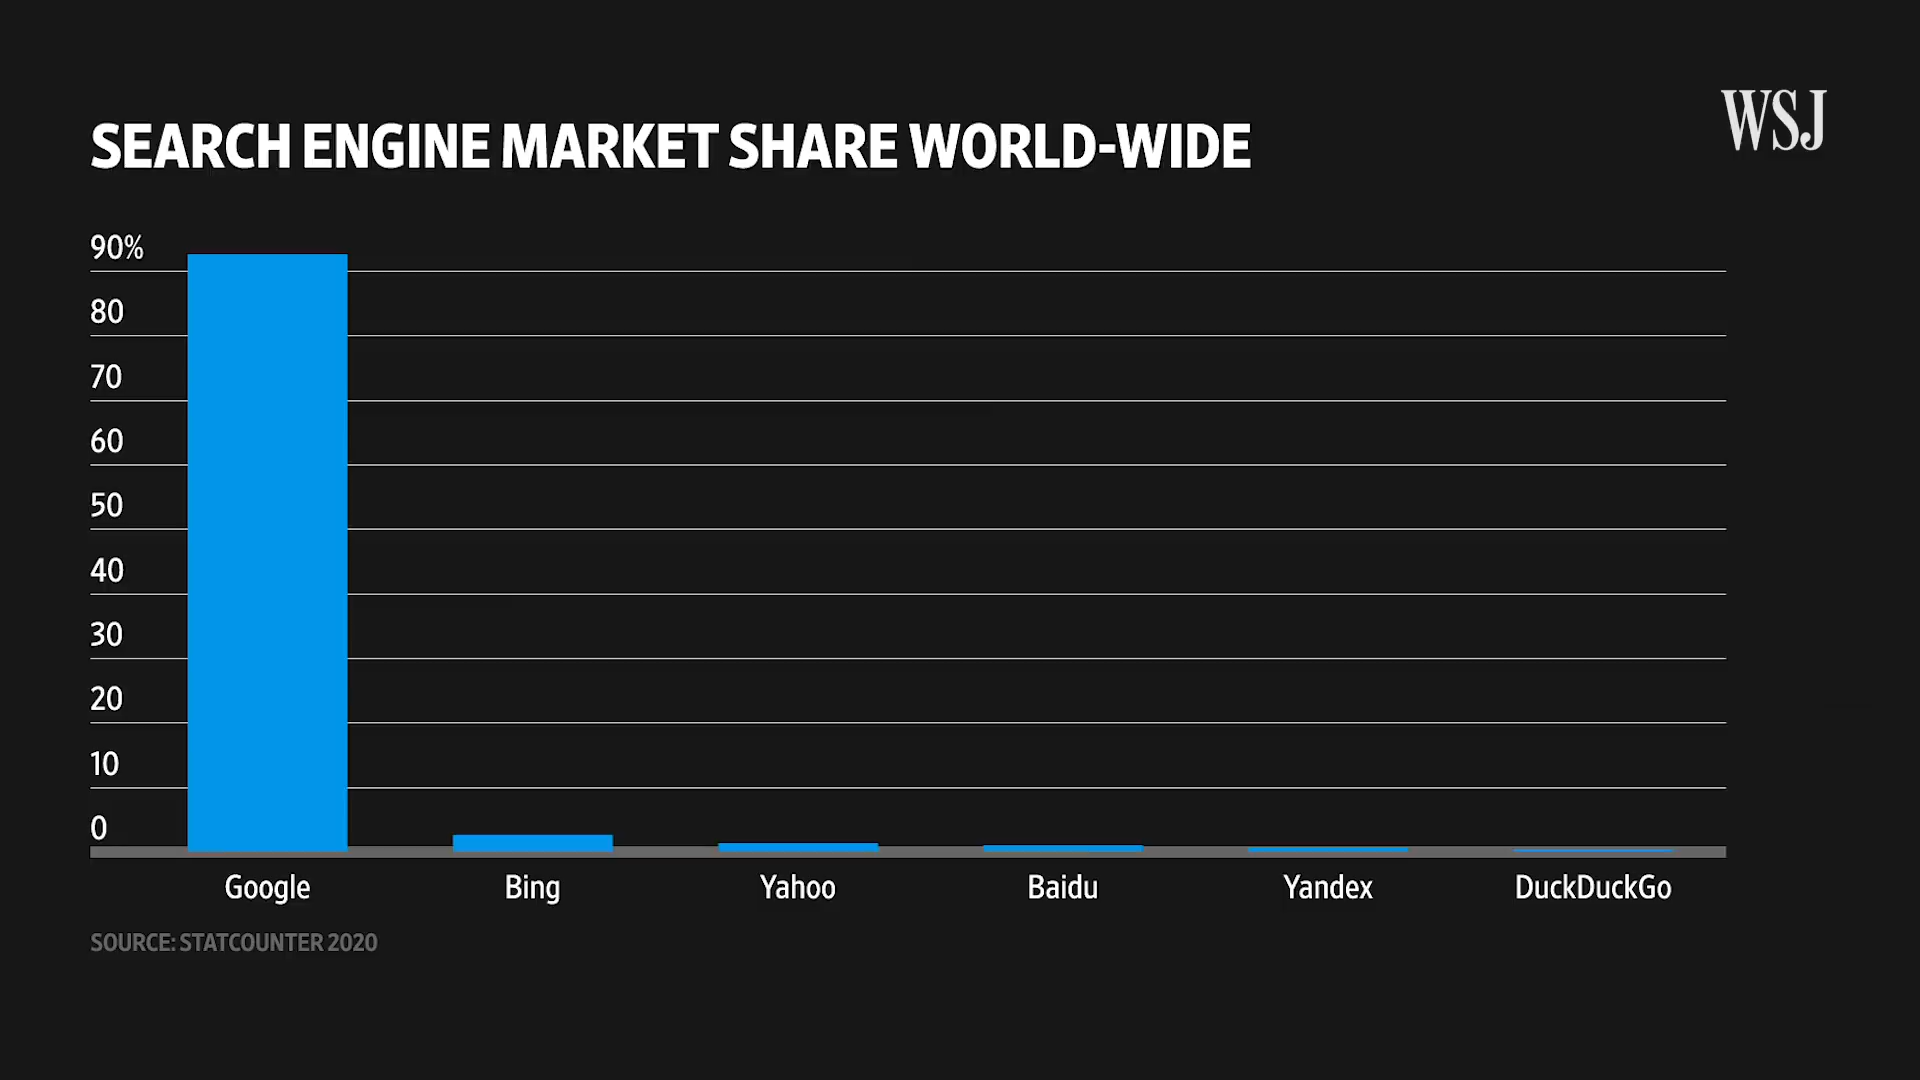 WSJ
SEARCH ENGINE MARKET SHARE WORLD-WIDE
90%
80
70
60
50
40
30
20
10
0
Google Bing Yahoo Baidu Yandex DuckDuckGo
SOURCE: STATCOUNTER 2020